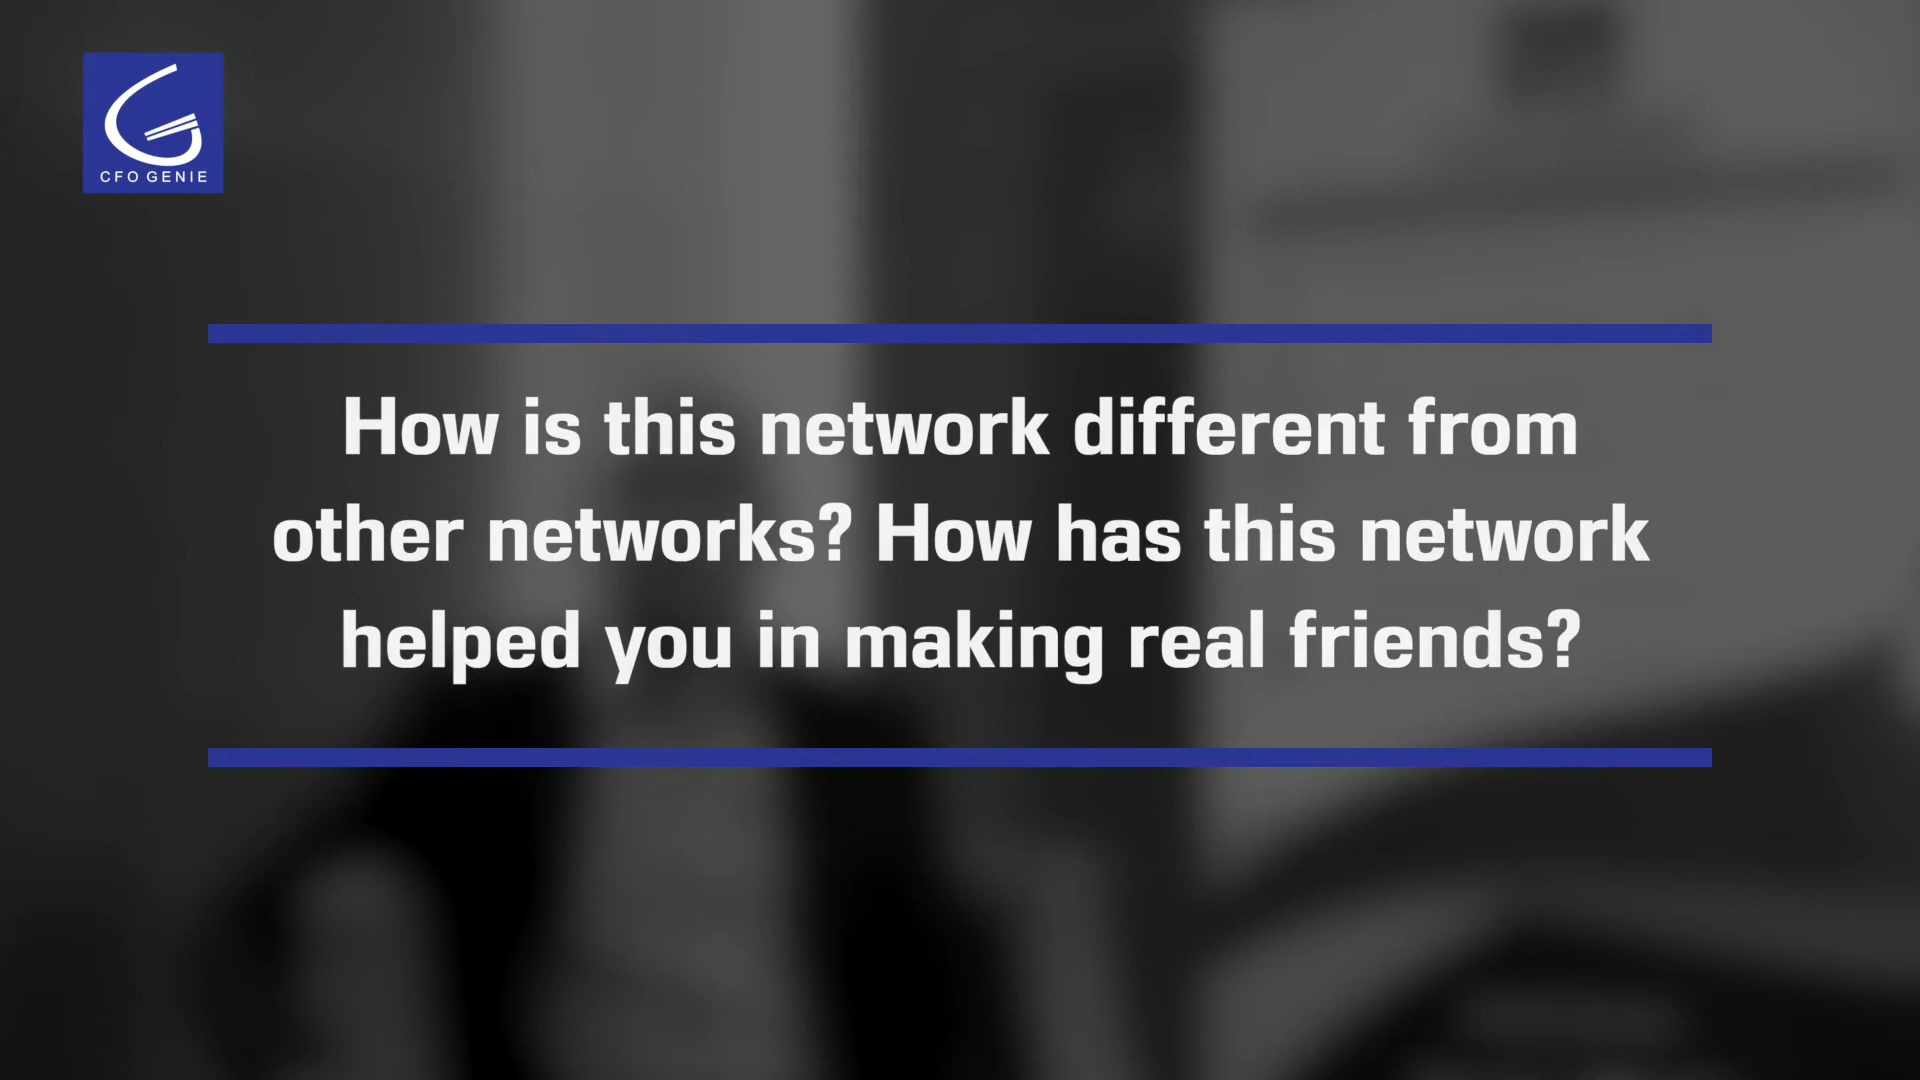 CFO GENIE
How is this network different from
other networks? How has this network
helped you in making real friends?